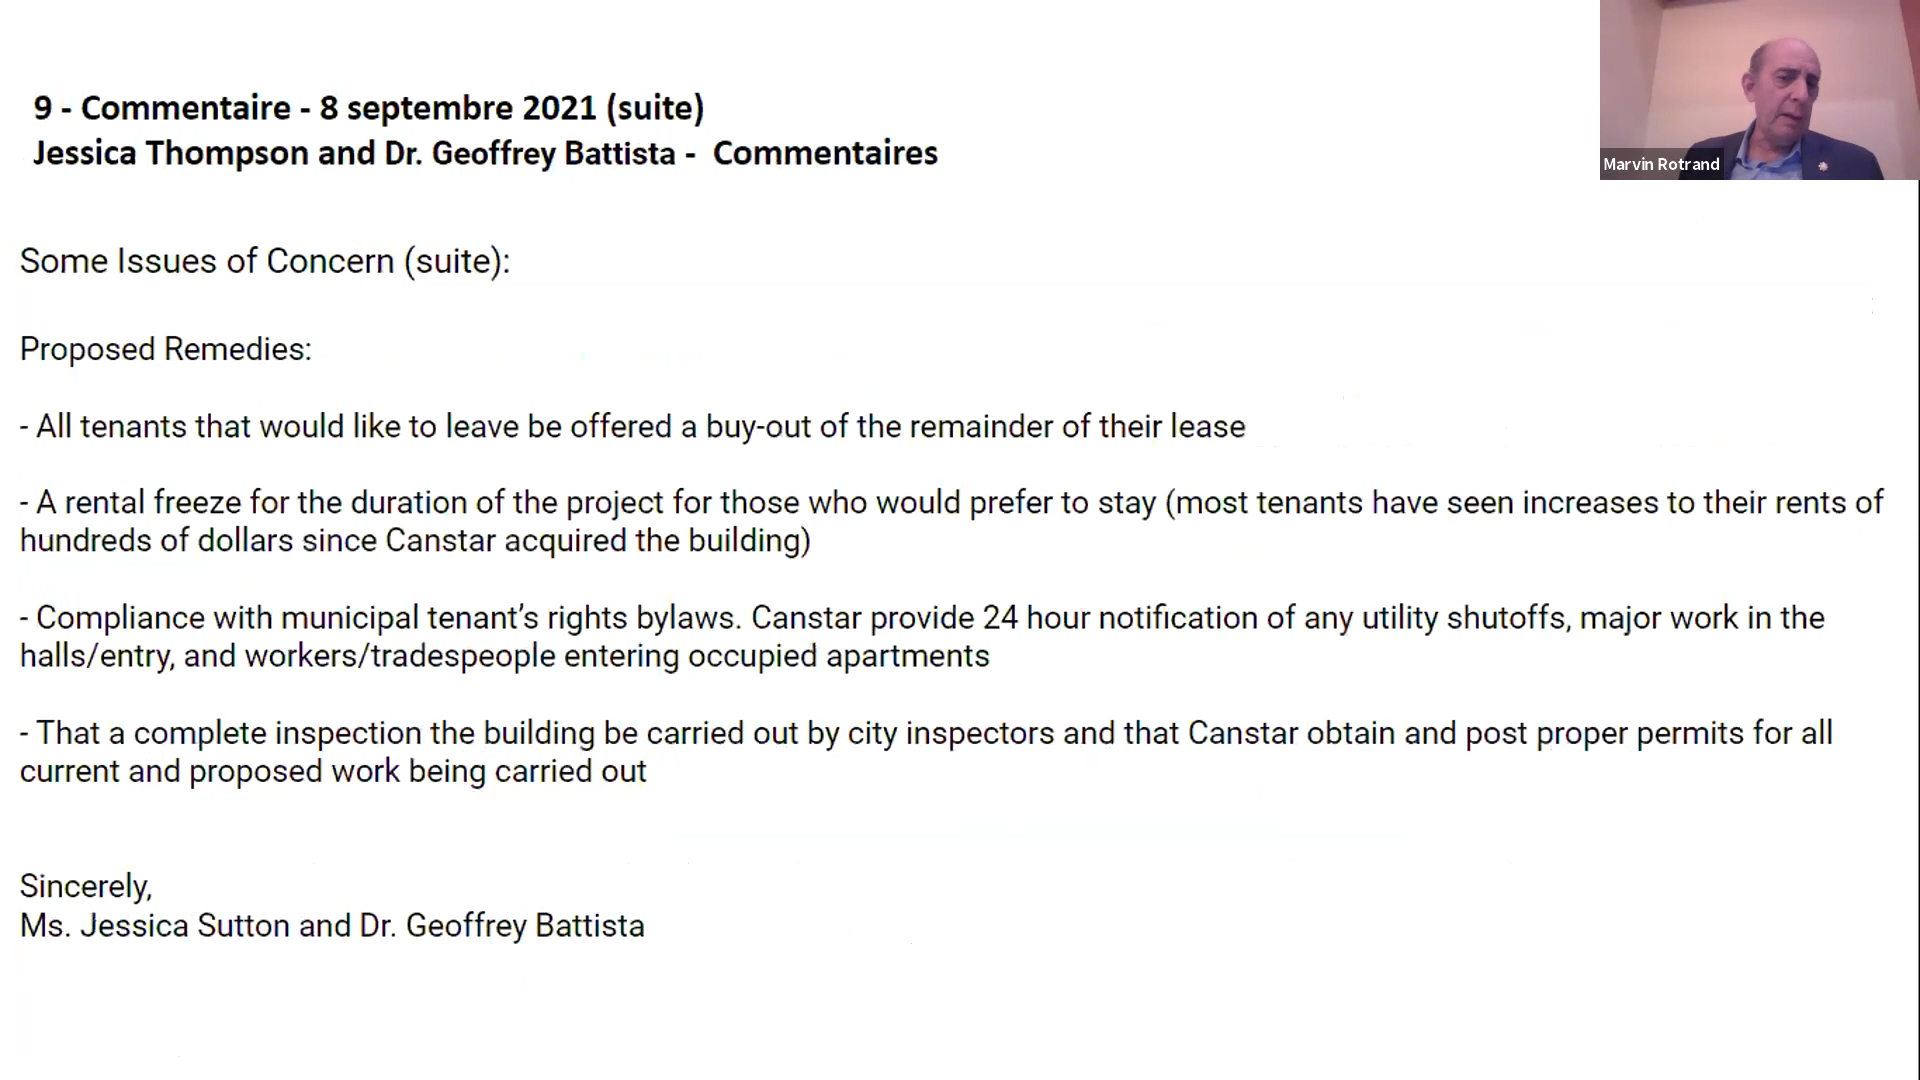 9 - Commentaire - 8 septembre 2021 (suite)
Jessica Thompson and Dr. Geoffrey Battista - Commentaires
Marvin Rotrand
Some Issues of Concern (suite):
Proposed Remedies:
- All tenants that would like to leave be offered a buy-out of the remainder of their lease
- A rental freeze for the duration of the project for those who would prefer to stay (most tenants have seen increases to their rents of
hundreds of dollars since Canstar acquired the building)
- Compliance with municipal tenant’s rights bylaws. Canstar provide 24 hour notification of any utility shutoffs, major work in the
halls/entry, and workers/tradespeople entering occupied apartments
- That a complete inspection the building be carried out by city inspectors and that Canstar obtain and post proper permits for all
current and proposed work being carried out
Sincerely,
Ms. Jessica Sutton and Dr. Geoffrey Battista